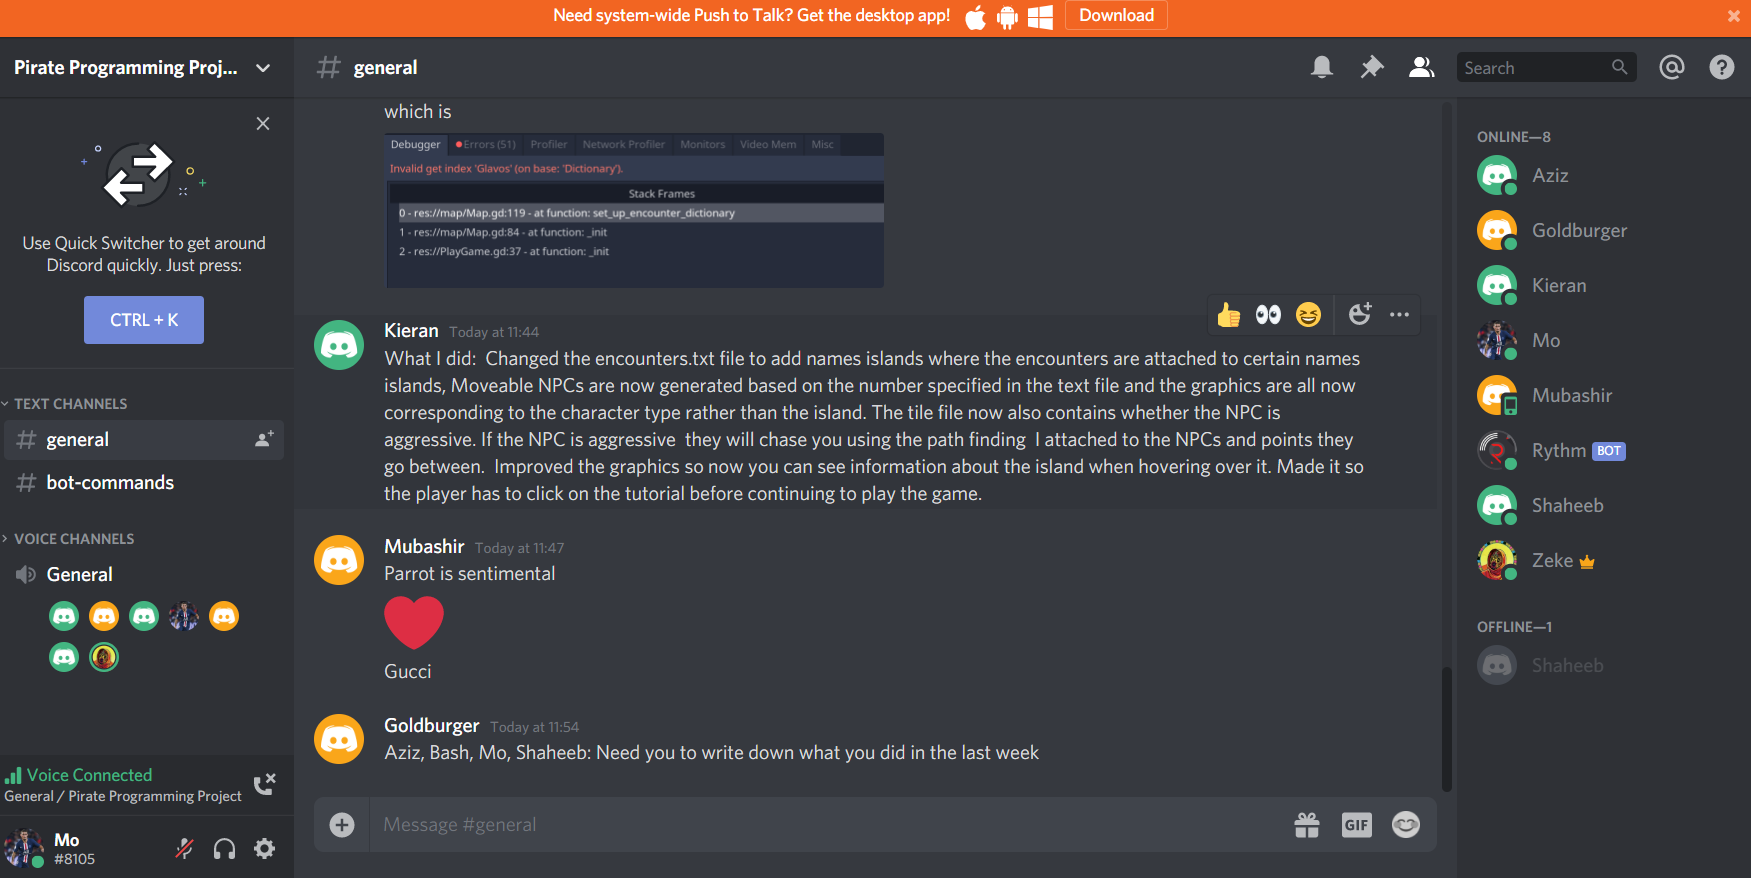 Need system-wide Push to Talk? Get the desktop app!
Download
Pirate Programming Proj...
Use Quick Switcher to get around
Discord quickly. Just press:
CTRL + K
TEXT CHANNELS
general
bot-commands
VOICE CHANNELS
General
Voice Connected
General / Pirate Programming Project
Mo
#8105
general
Search
which is
Debugger Errors (51) Profiler Network Profiler Monitors Video Mem Misc
Invalid get index 'Glavos' (on base: 'Dictionary').
Stack Frames
0 - res://map/Map.gd:119 - at function: set_up_encounter_dictionary
1 - res://map/Map.gd:84 - at function: _init
2 - res://PlayGame.gd:37 - at function: _init
Kieran Today at 11:44
What I did:  Changed the encounters.txt file to add names islands where the encounters are attached to certain names
islands, Moveable NPCs are now generated based on the number specified in the text file and the graphics are all now
corresponding to the character type rather than the island. The tile file now also contains whether the NPC is
aggressive. If the NPC is aggressive  they will chase you using the path finding  I attached to the NPCs and points they
go between.  Improved the graphics so now you can see information about the island when hovering over it. Made it so
the player has to click on the tutorial before continuing to play the game.
Mubashir Today at 11:47
Parrot is sentimental
Gucci
Goldburger Today at 11:54
Aziz, Bash, Mo, Shaheeb: Need you to write down what you did in the last week
Message #general
GIF
ONLINE—8
Aziz
Goldburger
Kieran
Mo
Mubashir
Rythm BOT
Shaheeb
Zeke
OFFLINE—1
Shaheeb